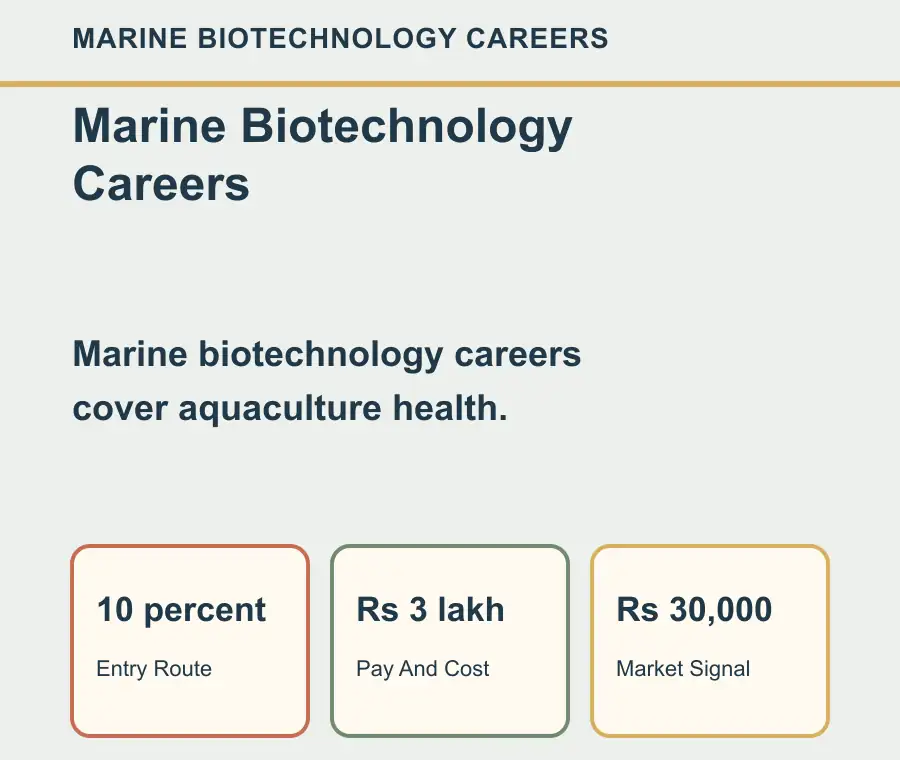 MARINE BIOTECHNOLOGY CAREERS
Marine Biotechnology
Careers
Marine biotechnology careers
cover aquaculture health.
10 percent
Entry Route
Rs 3 lakh
Pay And Cost
Rs 30,000
Market Signal